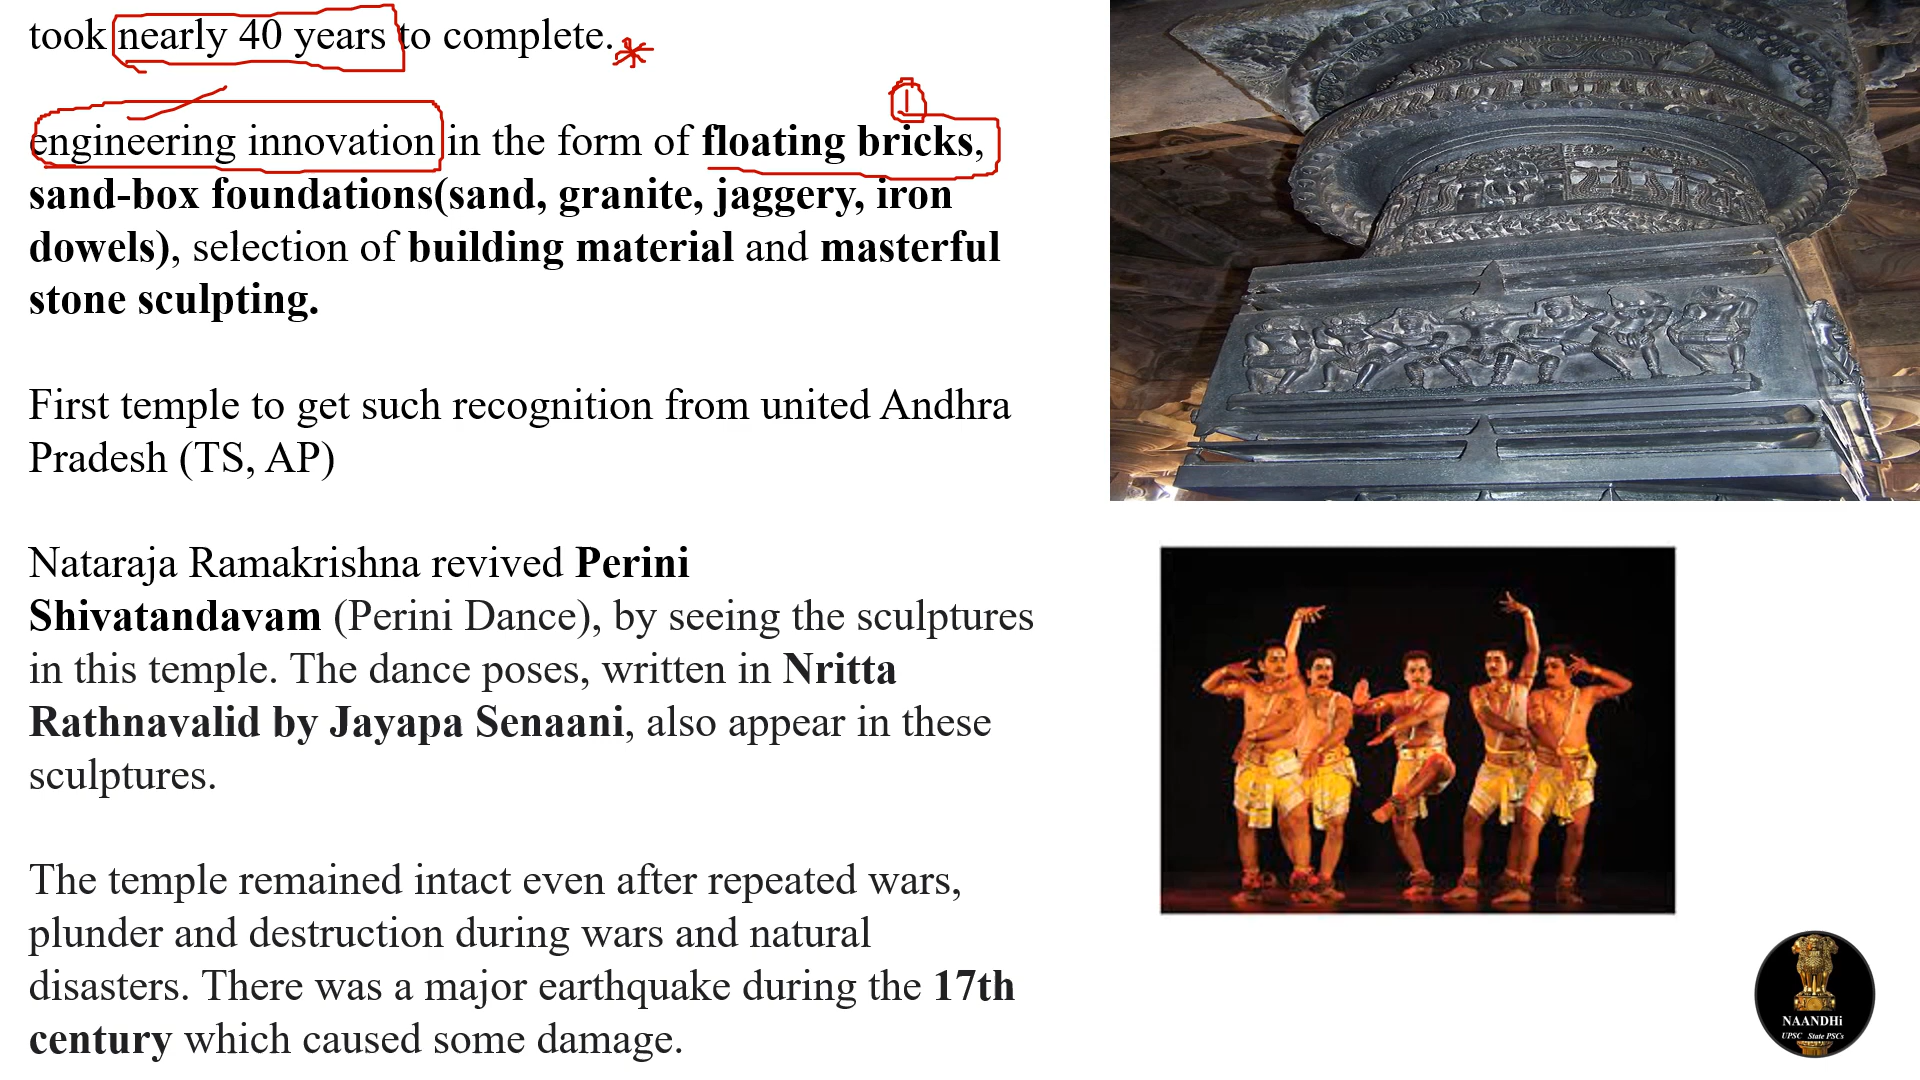 took nearly 40 years to complete.
1
engineering innovation in the form of floating bricks,
sand-box foundations(sand, granite, jaggery, iron
dowels), selection of building material and masterful
stone sculpting.
First temple to get such recognition from united Andhra
Pradesh (TS, AP)
Nataraja Ramakrishna revived Perini
Shivatandavam (Perini Dance), by seeing the sculptures
in this temple. The dance poses, written in Nritta
Rathnavalid by Jayapa Senaani, also appear in these
sculptures.
The temple remained intact even after repeated wars,
plunder and destruction during wars and natural
disasters. There was a major earthquake during the 17th
century which caused some damage.
NAANDHi
UPSC State PSCs